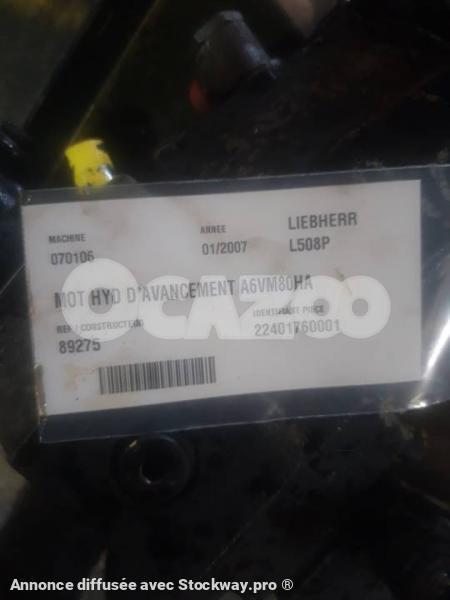 MACHINE ANNEE LIEBHERR
070106 01/2007 L508P
MOT HYD D'AVANCEMENT A6VM80HA
OCAZOO
REF / CONSTRUCTEUR IDENTIFIANT PIECE
89275 22401760001
Annonce diffusée avec Stockway.pro ®